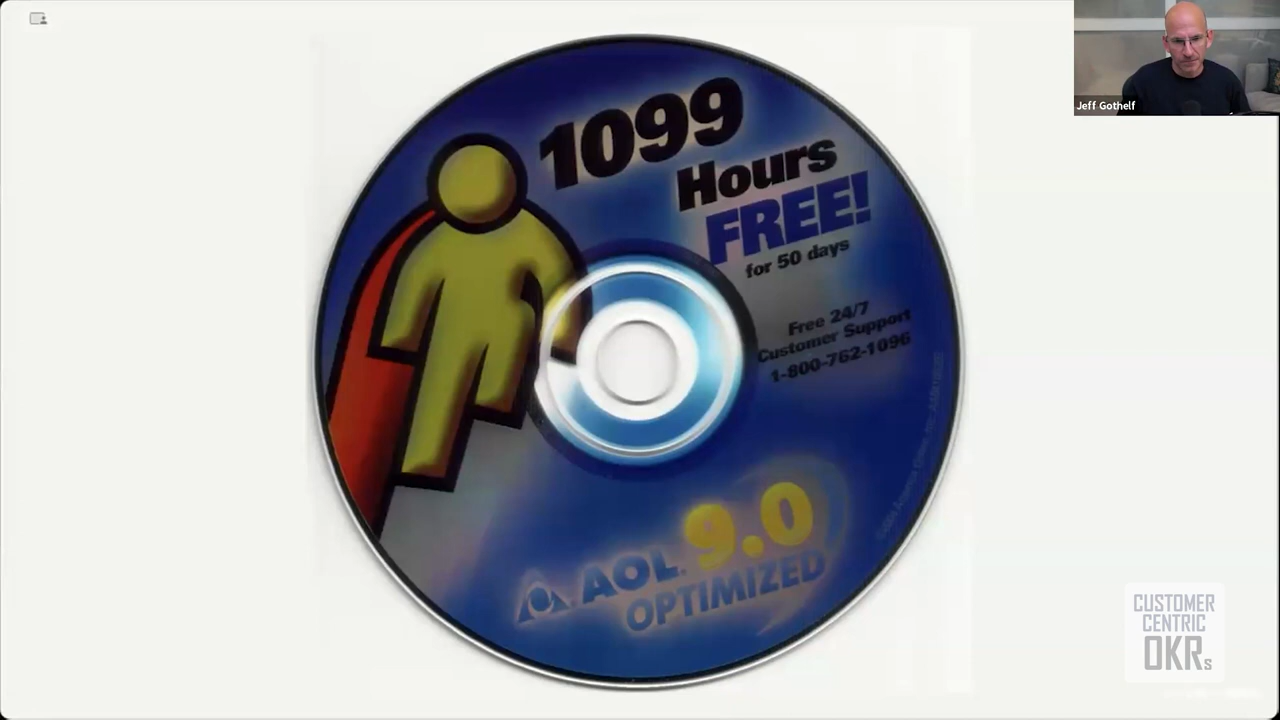 Jeff Gothelf
1099
Hours
FREE!
for 50 days
Free 24/7
Customer Support
1-800-762-1096
9.0
AOL
OPTIMIZED
CUSTOMER
CENTRIC
OKRs